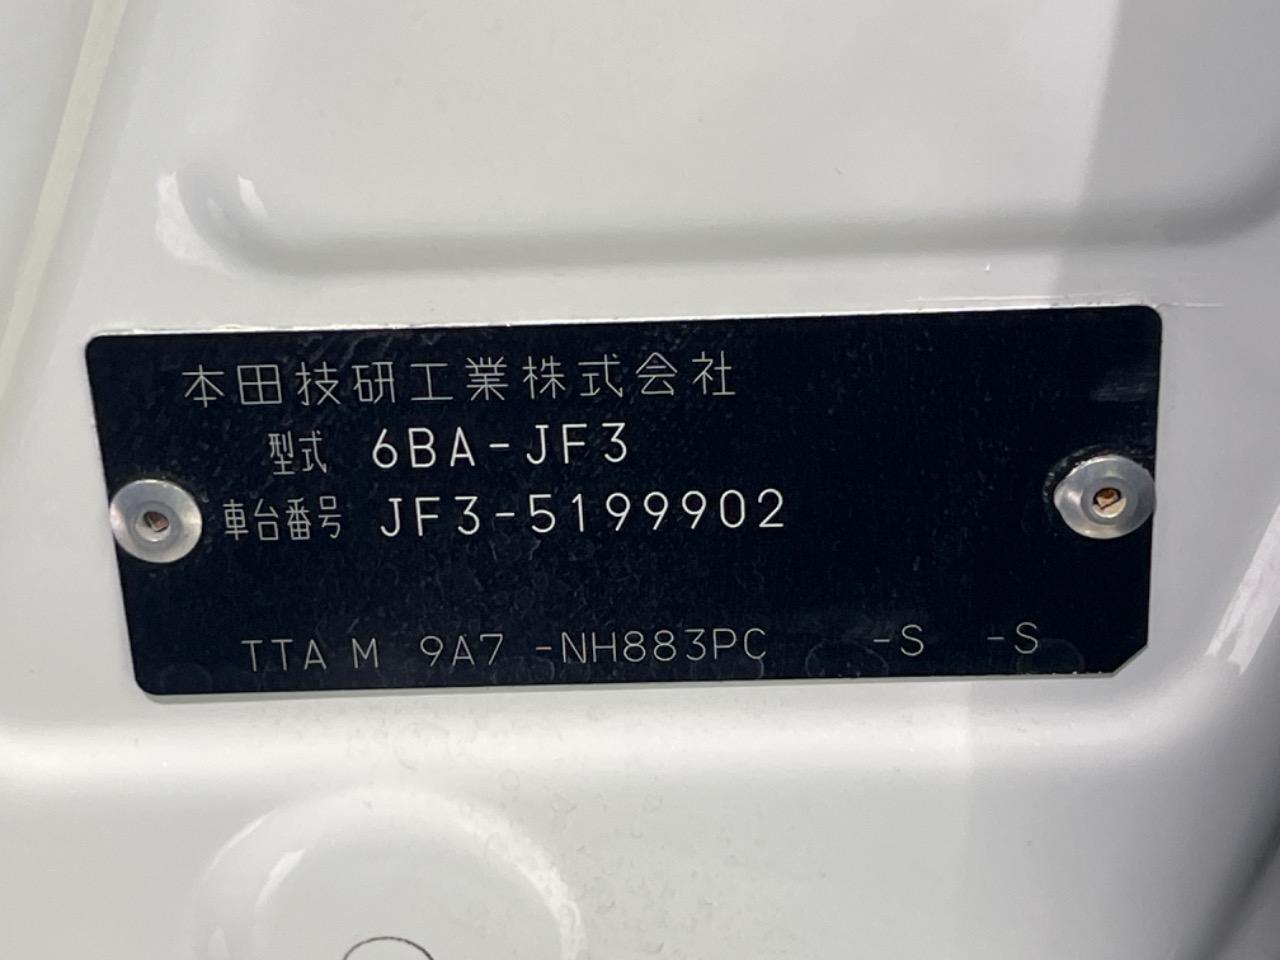 本田技研工業株式会社
型式 6BA-JF3
車台番号 JF3-5199902
TTA M 9A7 -NH883PC -S -S